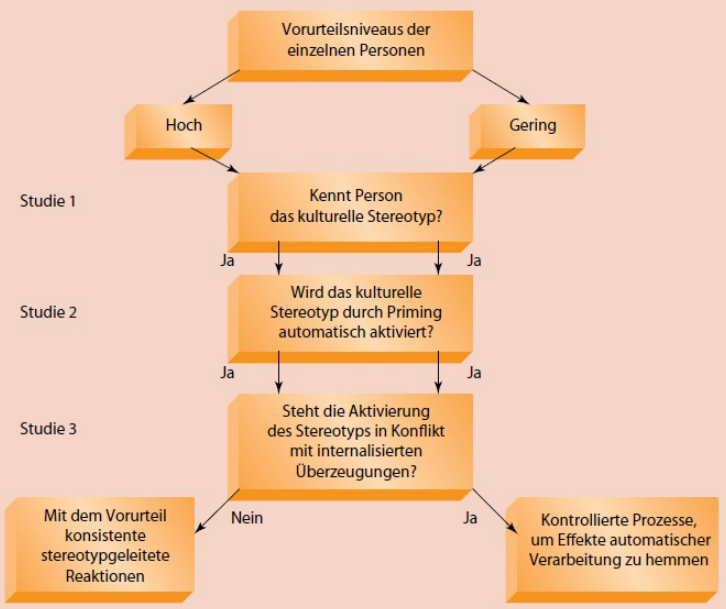 Vorurteilsniveaus der
einzelnen Personen
Hoch
Gering
Studie 1
Kennt Person
das kulturelle Stereotyp?
Ja
Ja
Studie 2
Wird das kulturelle
Stereotyp durch Priming
automatisch aktiviert?
Ja
Ja
Studie 3
Steht die Aktivierung
des Stereotyps in Konflikt
mit internalisierten
Überzeugungen?
Nein
Ja
Mit dem Vorurteil
konsistente
stereotypgeleitete
Reaktionen
Kontrollierte Prozesse,
um Effekte automatischer
Verarbeitung zu hemmen